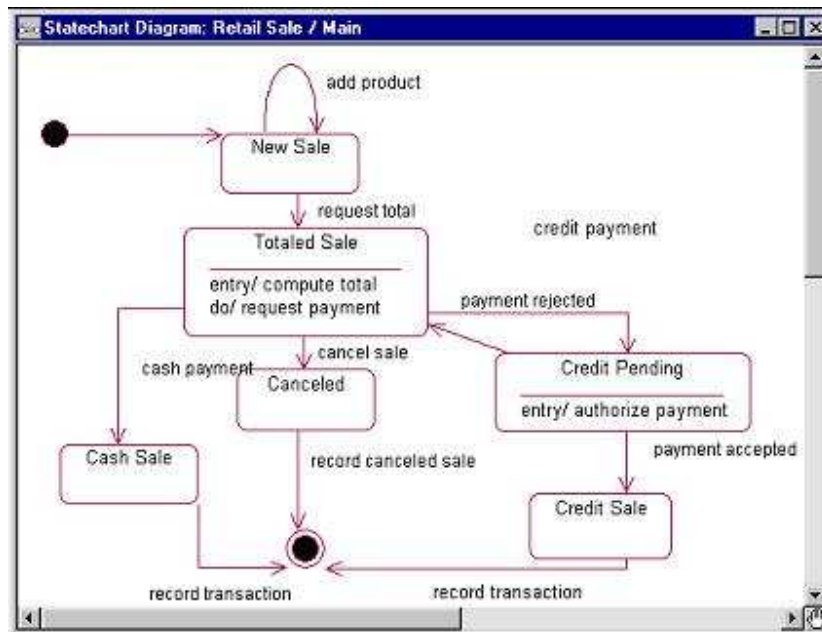 Statechart Diagram: Retail Sale / Main
add product
New Sale
request total
credit payment
Totaled Sale
entry/ compute total
do/ request payment
payment rejected
cancel sale
cash payment
Canceled
Credit Pending
entry/ authorize payment
Cash Sale
record canceled sale
payment accepted
Credit Sale
record transaction
record transaction